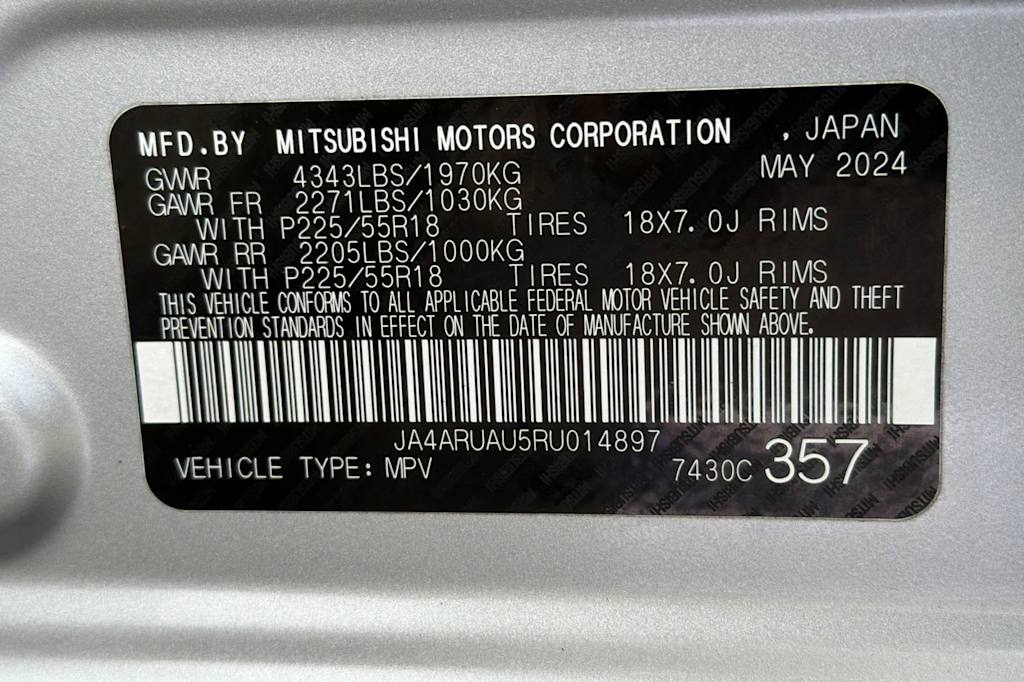 MFD.BY MITSUBISHI MOTORS CORPORATION , JAPAN
MAY 2024
GVWR 4343LBS/1970KG
GAWR FR 2271LBS/1030KG
WITH P225/55R18 TIRES 18X7.0J RIMS
GAWR RR 2205LBS/1000KG
WITH P225/55R18 TIRES 18X7.0J RIMS
THIS VEHICLE CONFORMS TO ALL APPLICABLE FEDERAL MOTOR VEHICLE SAFETY AND THEFT
PREVENTION STANDARDS IN EFFECT ON THE DATE OF MANUFACTURE SHOWN ABOVE.
JA4ARUAU5RU014897
VEHICLE TYPE: MPV 7430C 357